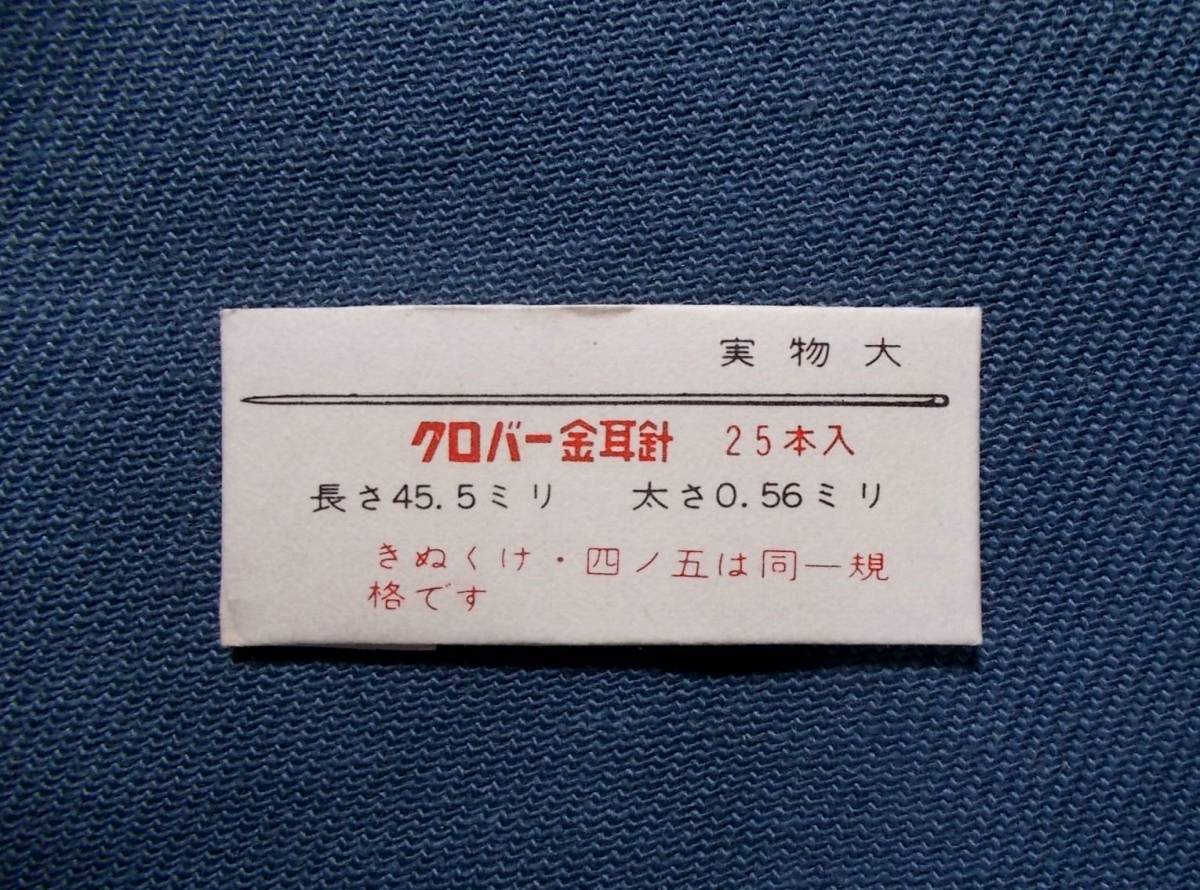 実物大
クロバー金耳針 25本入
長さ45.5ミリ 太さ0.56ミリ
きぬくけ・四ノ五は同一規
格です